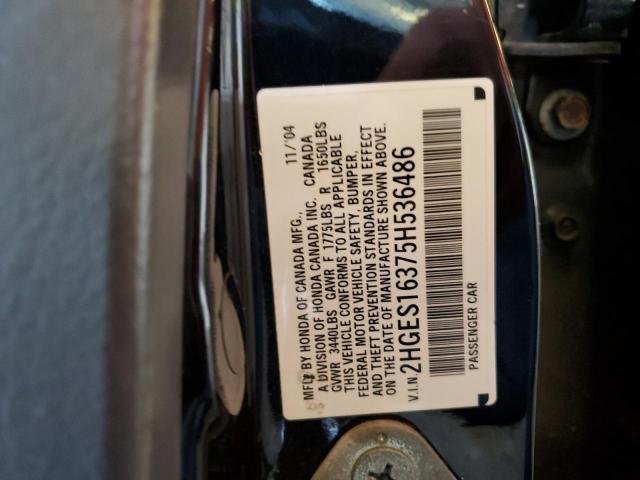 MFD BY HONDA OF CANADA MFG., 11/'04
A DIVISION OF HONDA CANADA INC. CANADA
GVWR 3440LBS GAWR F 1775LBS R 1650LBS
THIS VEHICLE CONFORMS TO ALL APPLICABLE
FEDERAL MOTOR VEHICLE SAFETY, BUMPER,
AND THEFT PREVENTION STANDARDS IN EFFECT
ON THE DATE OF MANUFACTURE SHOWN ABOVE.
V.I.N. 2HGES16375H536486
PASSENGER CAR